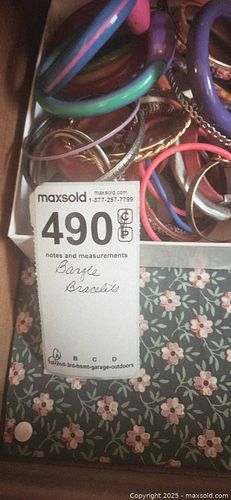 maxsold maxsold.com
1-877-257-7799
490
notes and measurements
Bangle
Bracelets
A B C D
Copyright 2025 - maxsold.com